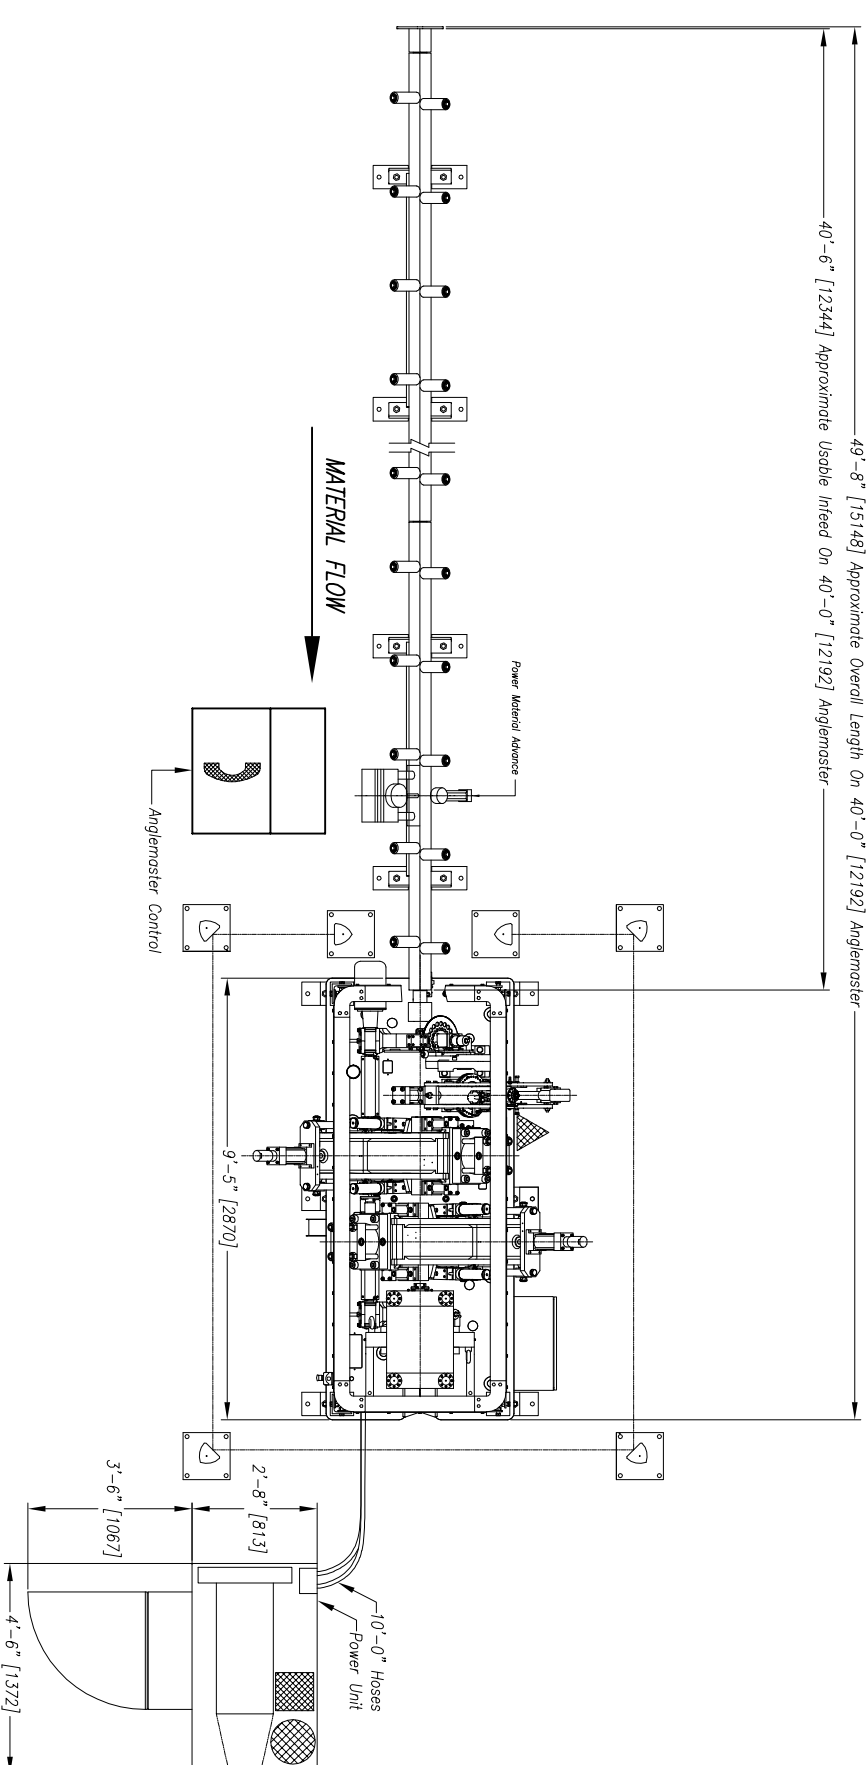 49'-8" [15148] Approximate Overall Length On 40'-0" [12192] Anglemaster
40'-6" [12344] Approximate Usable Infeed On 40'-0" [12192] Anglemaster
Power Material Advance
MATERIAL FLOW
Anglemaster Control
9'-5" [2870]
10'-0" Hoses
Power Unit
2'-8" [813]
3'-6" [1067]
4'-6" [1372]